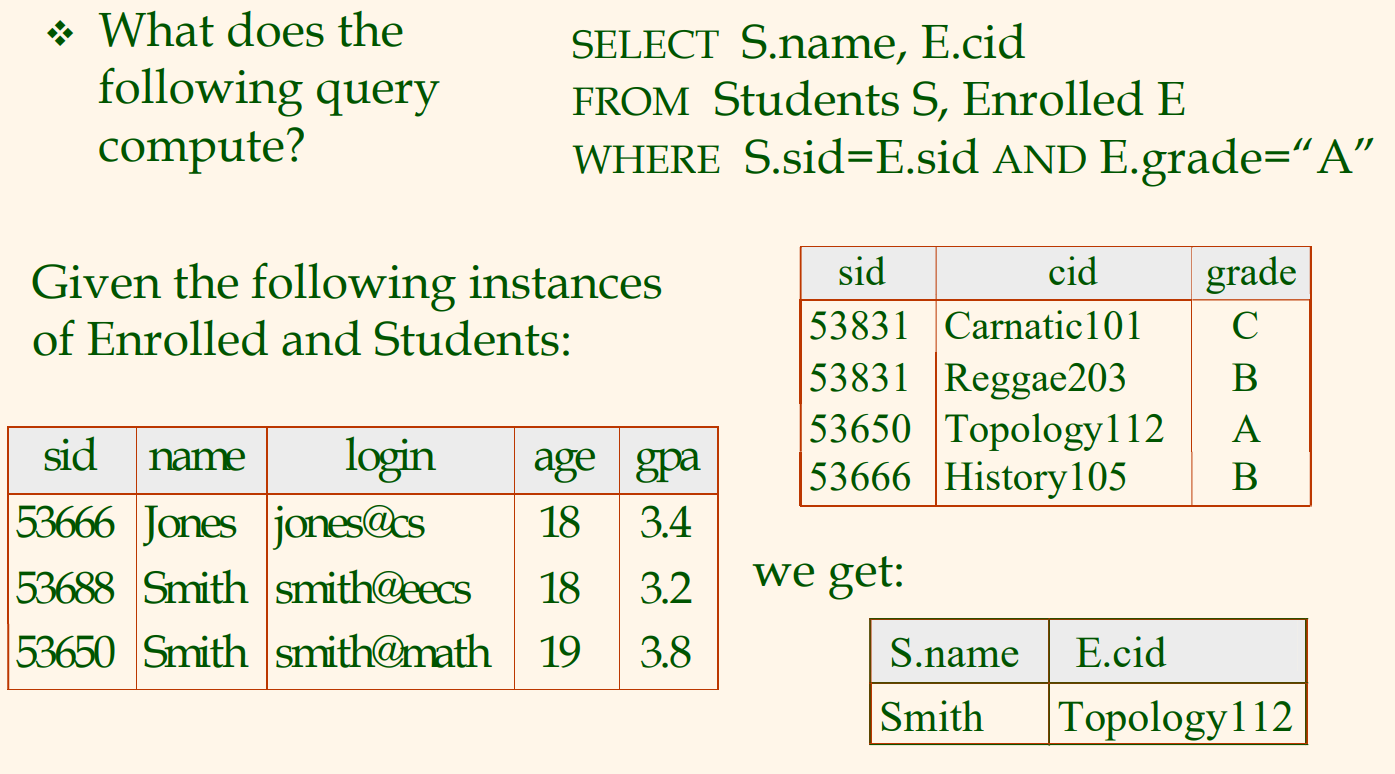 ❖ What does the
following query
compute?
SELECT S.name, E.cid
FROM Students S, Enrolled E
WHERE S.sid=E.sid AND E.grade=“A”
Given the following instances
of Enrolled and Students:
sid cid grade
53831 Carnatic101 C
53831 Reggae203 B
53650 Topology112 A
53666 History105 B
sid name login age gpa
53666 Jones jones@cs 18 3.4
53688 Smith smith@eecs 18 3.2
53650 Smith smith@math 19 3.8
we get:
S.name E.cid
Smith Topology112